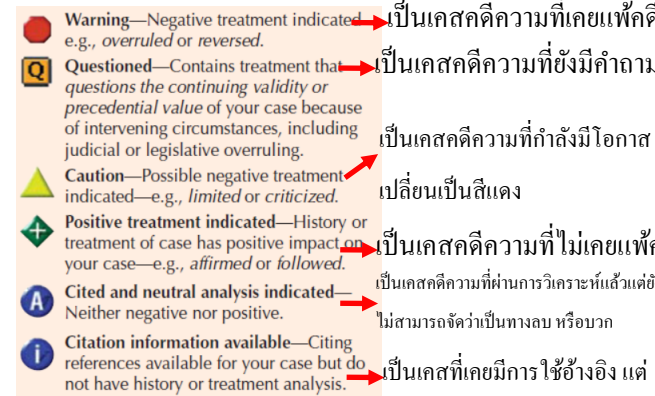 Warning—Negative treatment indicated
e.g., overruled or reversed.
เป็นเคสคดีความที่เคยแพ้คดี
Q
Questioned—Contains treatment that
questions the continuing validity or
precedential value of your case because
of intervening circumstances, including
judicial or legislative overruling.
เป็นเคสคดีความที่ยังมีคำถาม
Caution—Possible negative treatment
indicated—e.g., limited or criticized.
เป็นเคสคดีความที่กำลังมีโอกาส
เปลี่ยนเป็นสีแดง
Positive treatment indicated—History or
treatment of case has positive impact on
your case—e.g., affirmed or followed.
เป็นเคสคดีความที่ไม่เคยแพ้
A
Cited and neutral analysis indicated—
Neither negative nor positive.
เป็นเคสคดีความที่ผ่านการวิเคราะห์แล้วแต่ยั
ไม่สามารถจัดว่าเป็นทางลบ หรือบวก
i
Citation information available—Citing
references available for your case but do
not have history or treatment analysis.
เป็นเคสที่เคยมีการใช้อ้างอิง แต่